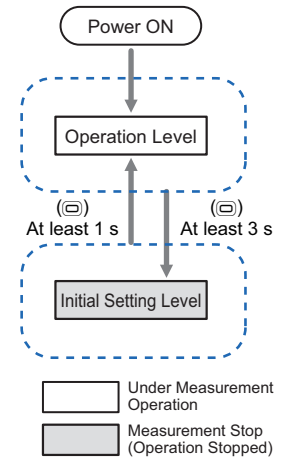 Power ON
Operation Level
( ) ( )
At least 1 s At least 3 s
Initial Setting Level
Under Measurement
Operation
Measurement Stop
(Operation Stopped)